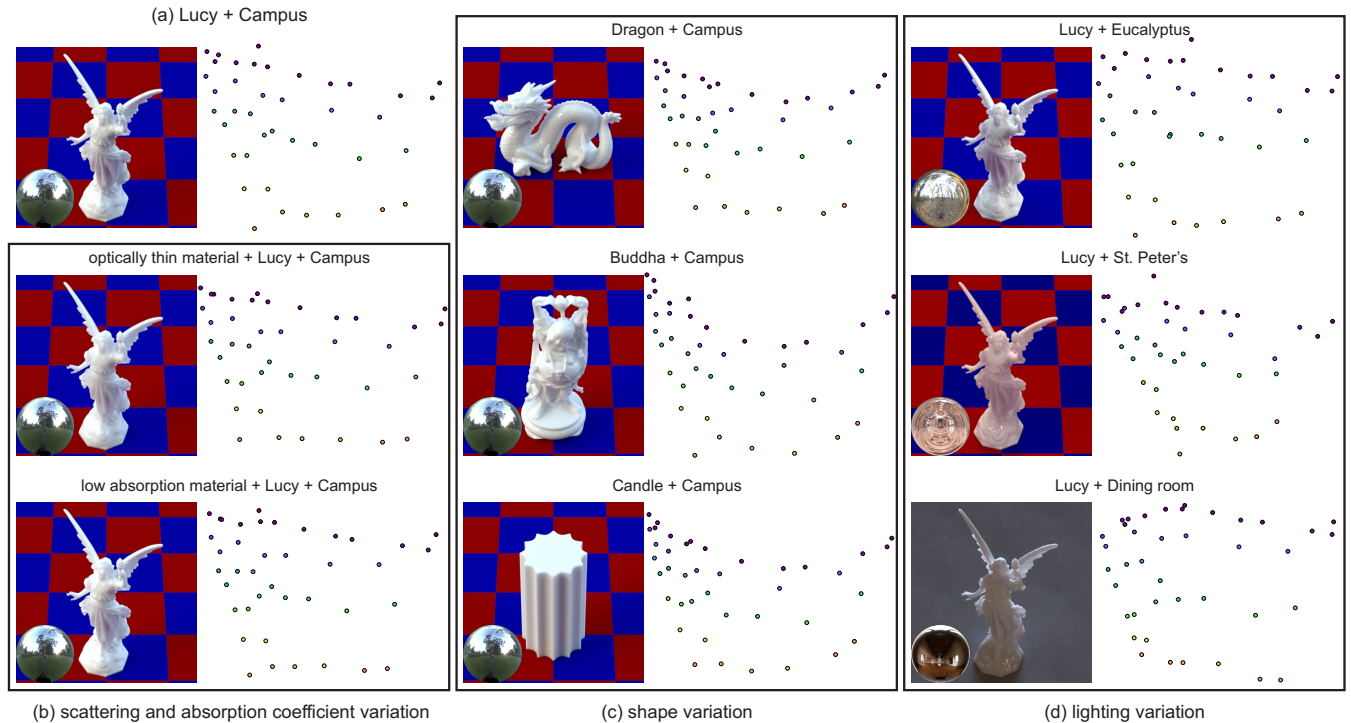 (a) Lucy + Campus
optically thin material + Lucy + Campus
low absorption material + Lucy + Campus
(b) scattering and absorption coefficient variation
Dragon + Campus
Buddha + Campus
Candle + Campus
(c) shape variation
Lucy + Eucalyptus
Lucy + St. Peter's
Lucy + Dining room
(d) lighting variation